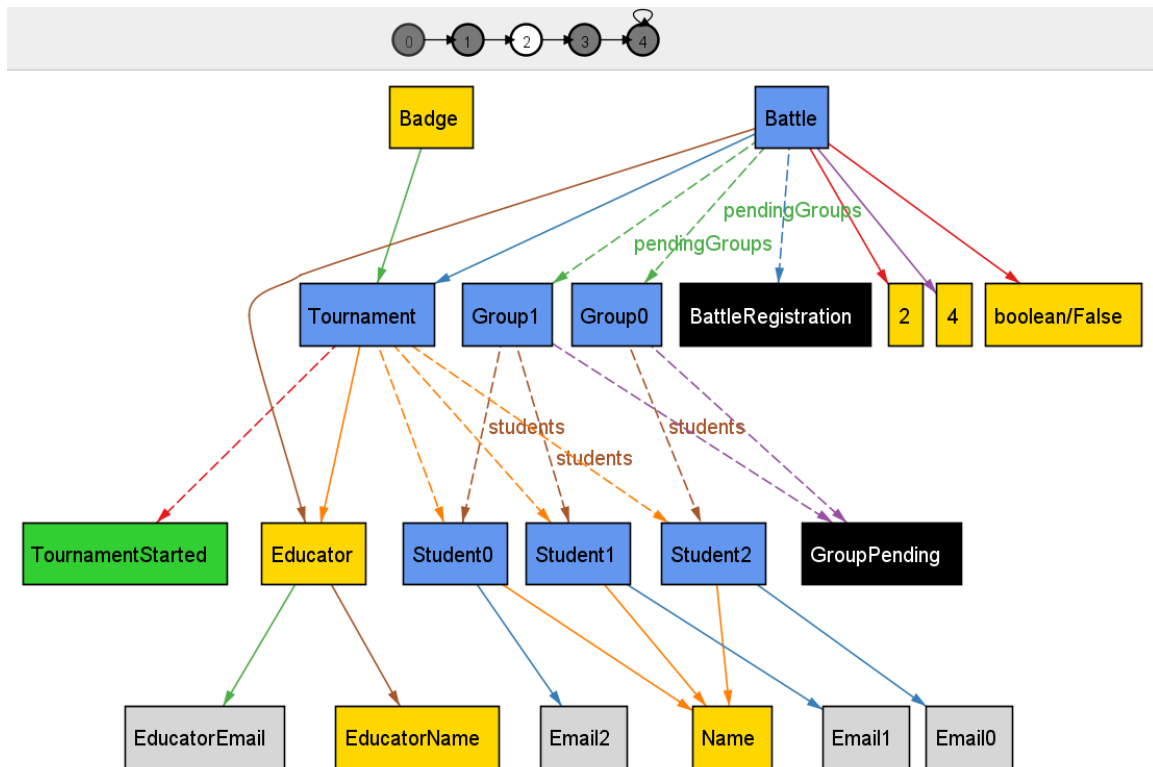 0 1 2 3 4
Badge
Battle
pendingGroups
pendingGroups
Tournament
Group1
Group0
BattleRegistration
2
4
boolean/False
students
students
students
TournamentStarted
Educator
Student0
Student1
Student2
GroupPending
EducatorEmail
EducatorName
Email2
Name
Email1
Email0